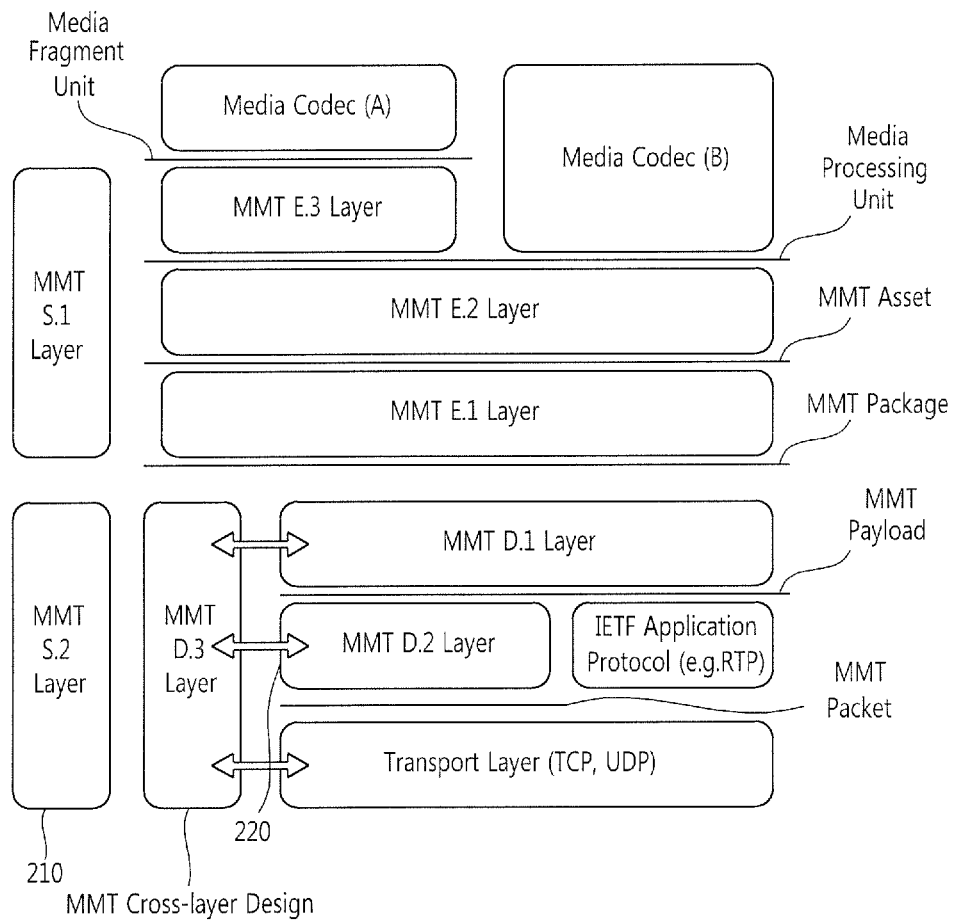 Media
Fragment
Unit
Media Codec (A)
Media Codec (B)
Media
Processing
Unit
MMT E.3 Layer
MMT
S.1
Layer
MMT E.2 Layer
MMT Asset
MMT E.1 Layer
MMT Package
MMT
S.2
Layer
MMT
D.3
Layer
MMT D.1 Layer
MMT
Payload
MMT D.2 Layer
IETF Application
Protocol (e.g.RTP)
MMT
Packet
Transport Layer (TCP, UDP)
220
210
MMT Cross-layer Design